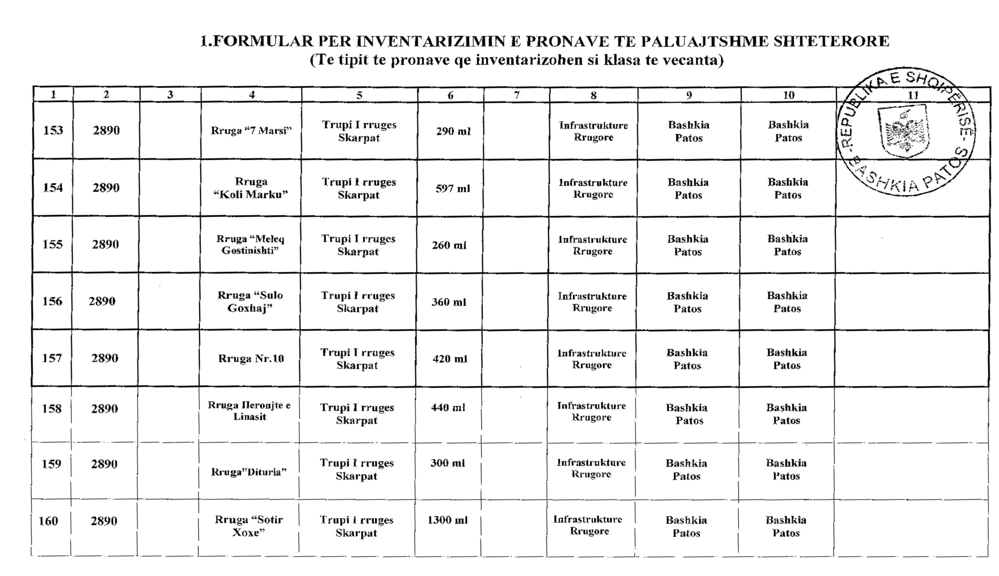 1.FORMULAR PER INVENTARIZIMIN E PRONAVE TE PALUAJTSHME SHTETERORE
(Te tipit te pronave qe inventarizohen si klasa te vecanta)
REPUBLIKA E SHQIPËRISË
BASHKIA PATOS
1 2 3 4 5 6 7 8 9 10 11
153 2890 Rruga “7 Marsi” Trupi I rruges 290 ml Infrastrukture Bashkia Bashkia
Skarpat Rrugore Patos Patos
154 2890 Rruga Trupi I rruges 597 ml Infrastrukture Bashkia Bashkia
“Koli Marku” Skarpat Rrugore Patos Patos
155 2890 Rruga “Meleq Trupi I rruges 260 ml Infrastrukture Bashkia Bashkia
Gostinishti” Skarpat Rrugore Patos Patos
156 2890 Rruga “Sulo Trupi I rruges 360 ml Infrastrukture Bashkia Bashkia
Goxhaj” Skarpat Rrugore Patos Patos
157 2890 Rruga Nr.10 Trupi I rruges 420 ml Infrastrukture Bashkia Bashkia
Skarpat Rrugore Patos Patos
158 2890 Rruga Heronjte e Trupi I rruges 440 ml Infrastrukture Bashkia Bashkia
Linasit Skarpat Rrugore Patos Patos
159 2890 Rruga”Dituria” Trupi I rruges 300 ml Infrastrukture Bashkia Bashkia
Skarpat Rrugore Patos Patos
160 2890 Rruga “Sotir Trupi I rruges 1300 ml Infrastrukture Bashkia Bashkia
Xoxe” Skarpat Rrugore Patos Patos